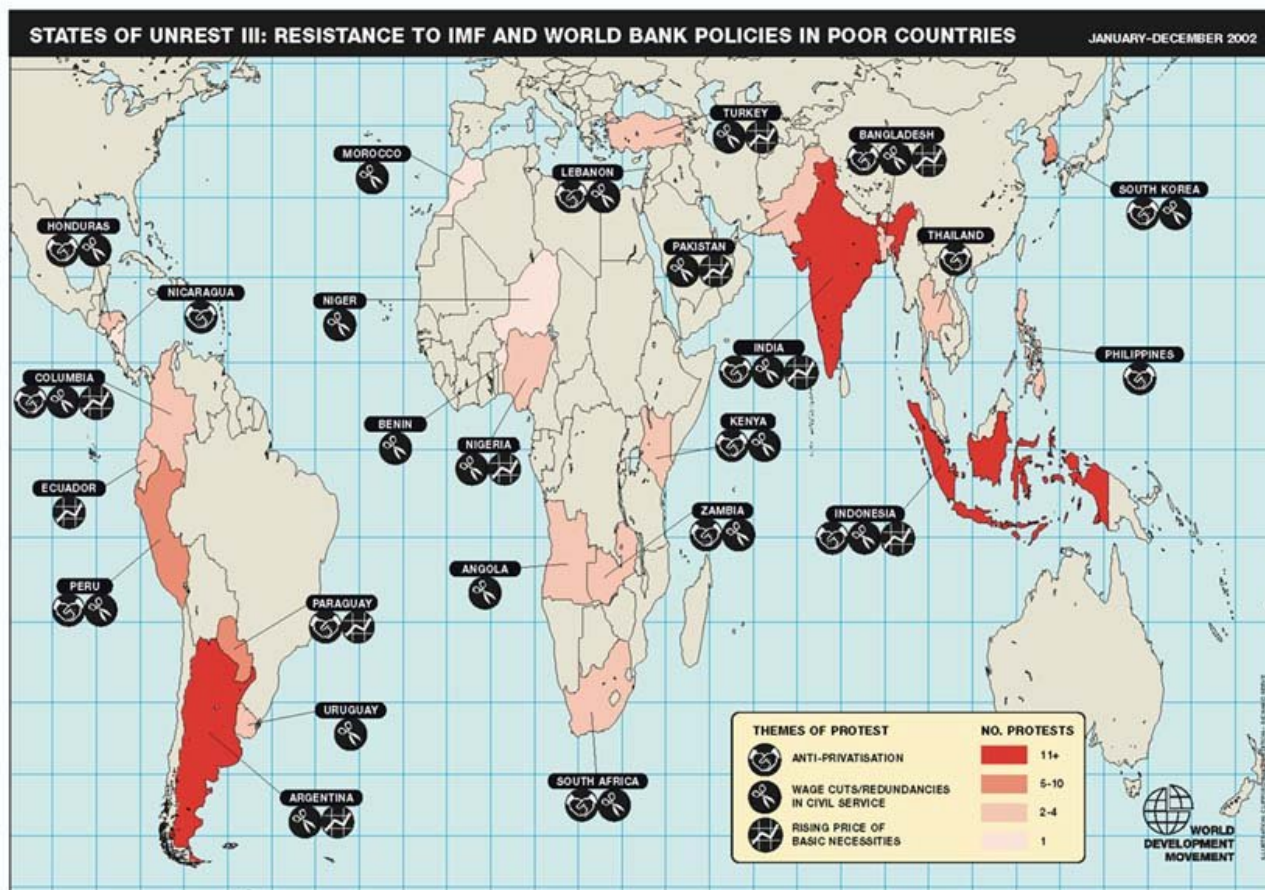 STATES OF UNREST III: RESISTANCE TO IMF AND WORLD BANK POLICIES IN POOR COUNTRIES
JANUARY–DECEMBER 2002
TURKEY
BANGLADESH
MOROCCO
LEBANON
SOUTH KOREA
HONDURAS
PAKISTAN
THAILAND
NICARAGUA
NIGER
INDIA
PHILIPPINES
COLUMBIA
BENIN
NIGERIA
KENYA
ECUADOR
ZAMBIA
INDONESIA
ANGOLA
PERU
PARAGUAY
URUGUAY
SOUTH AFRICA
ARGENTINA
THEMES OF PROTEST
ANTI-PRIVATISATION
WAGE CUTS/REDUNDANCIES
IN CIVIL SERVICE
RISING PRICE OF
BASIC NECESSITIES
NO. PROTESTS
11+
5-10
2-4
1
WORLD
DEVELOPMENT
MOVEMENT